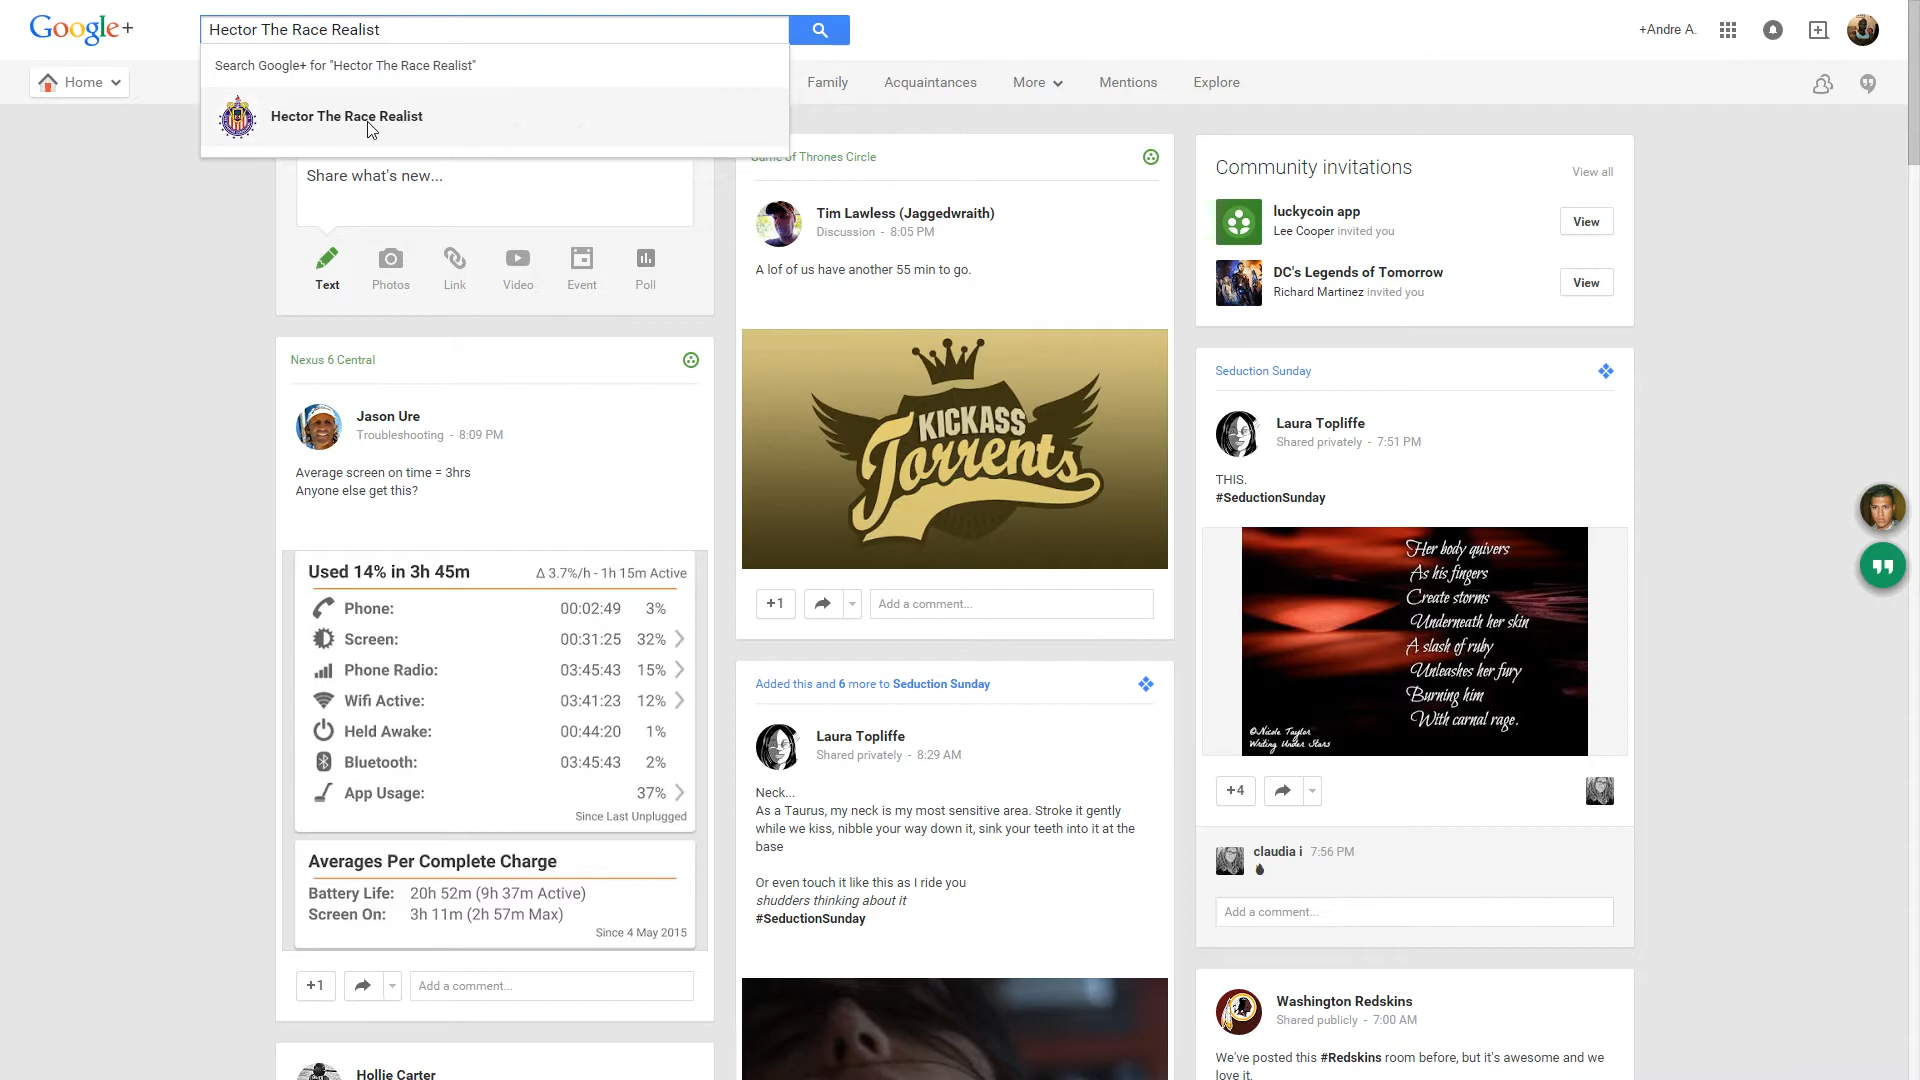 Google+
Hector The Race Realist
+Andre A.
Search Google+ for "Hector The Race Realist"
Hector The Race Realist
Home
Family
Acquaintances
More
Mentions
Explore
Share what's new...
Text
Photos
Link
Video
Event
Poll
Nexus 6 Central
Jason Ure
Troubleshooting - 8:09 PM
Average screen on time = 3hrs
Anyone else get this?
Used 14% in 3h 45m
Δ 3.7%/h - 1h 15m Active
Phone: 00:02:49 3%
Screen: 00:31:25 32%
Phone Radio: 03:45:43 15%
Wifi Active: 03:41:23 12%
Held Awake: 00:44:20 1%
Bluetooth: 03:45:43 2%
App Usage: 37%
Since Last Unplugged
Averages Per Complete Charge
Battery Life: 20h 52m (9h 37m Active)
Screen On: 3h 11m (2h 57m Max)
Since 4 May 2015
+1
Add a comment...
Hollie Carter
Game of Thrones Circle
Tim Lawless (Jaggedwraith)
Discussion - 8:05 PM
A lof of us have another 55 min to go.
KICKASS
Torrents
+1
Add a comment...
Added this and 6 more to Seduction Sunday
Laura Topliffe
Shared privately - 8:29 AM
Neck...
As a Taurus, my neck is my most sensitive area. Stroke it gently
while we kiss, nibble your way down it, sink your teeth into it at the
base
Or even touch it like this as I ride you
shudders thinking about it
#SeductionSunday
Community invitations
View all
luckycoin app
Lee Cooper invited you
View
DC's Legends of Tomorrow
Richard Martinez invited you
View
Seduction Sunday
Laura Topliffe
Shared privately - 7:51 PM
THIS.
#SeductionSunday
Her body quivers
As his fingers
Create storms
Underneath her skin
A slash of ruby
Unleashes her fury
Burning him
With carnal rage.
©Nicole Taylor
Writing Under Stars
+4
claudia i 7:56 PM
Add a comment...
Washington Redskins
Shared publicly - 7:00 AM
We've posted this #Redskins room before, but it's awesome and we
love it.